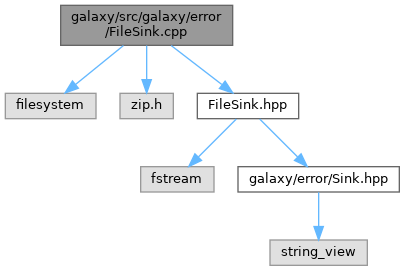 galaxy/src/galaxy/error
/FileSink.cpp
filesystem
zip.h
FileSink.hpp
fstream
galaxy/error/Sink.hpp
string_view